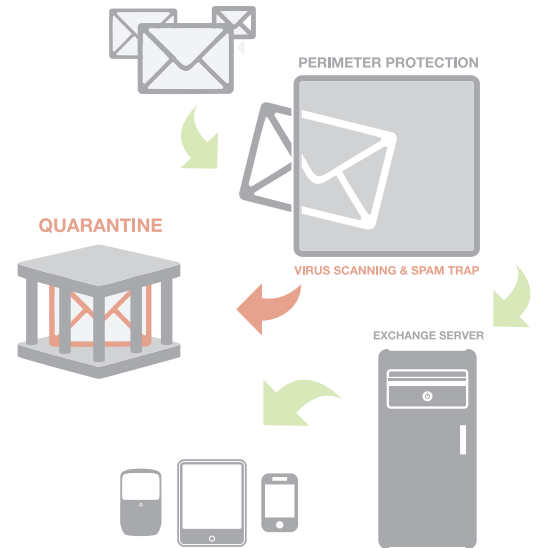 PERIMETER PROTECTION
QUARANTINE
VIRUS SCANNING & SPAM TRAP
EXCHANGE SERVER